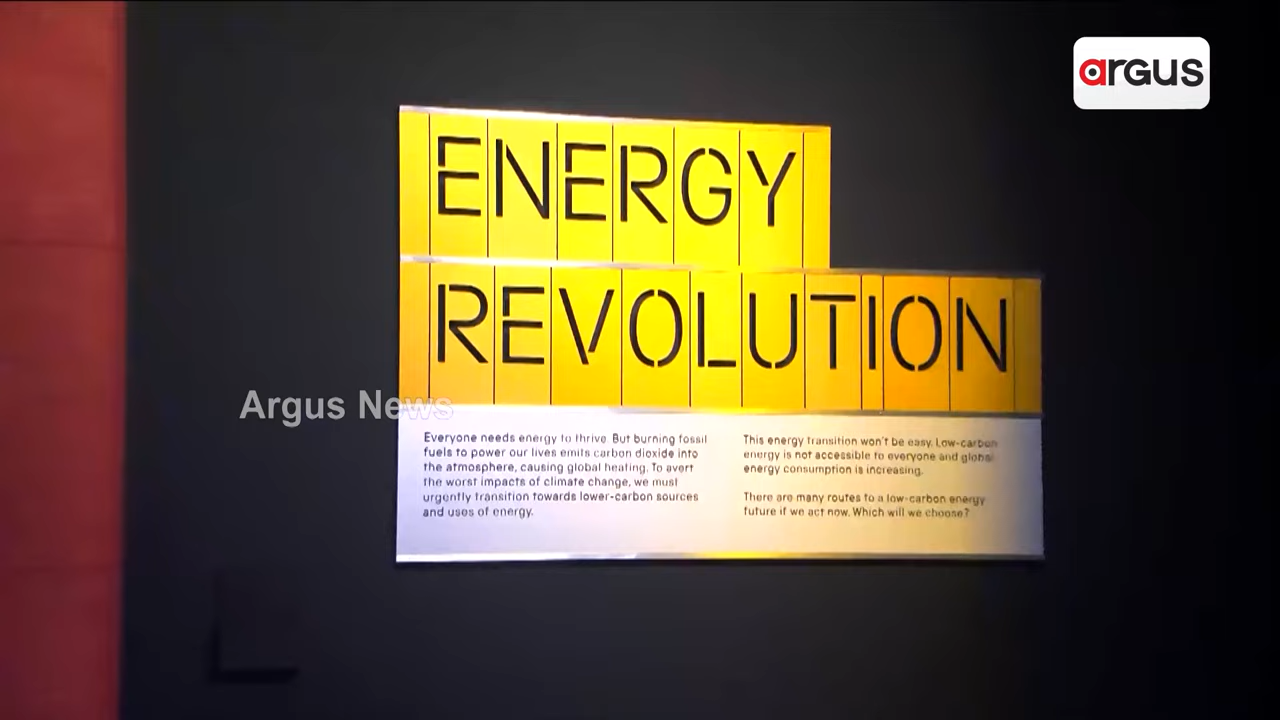 argus
ENERGY
REVOLUTION
Argus News
Everyone needs energy to thrive. But burning fossil
fuels to power our lives emits carbon dioxide into
the atmosphere, causing global heating. To avert
the worst impacts of climate change, we must
urgently transition towards lower-carbon sources
and uses of energy.
This energy transition won't be easy. Low-carbon
energy is not accessible to everyone and global
energy consumption is increasing.
There are many routes to a low-carbon energy
future if we act now. Which will we choose?